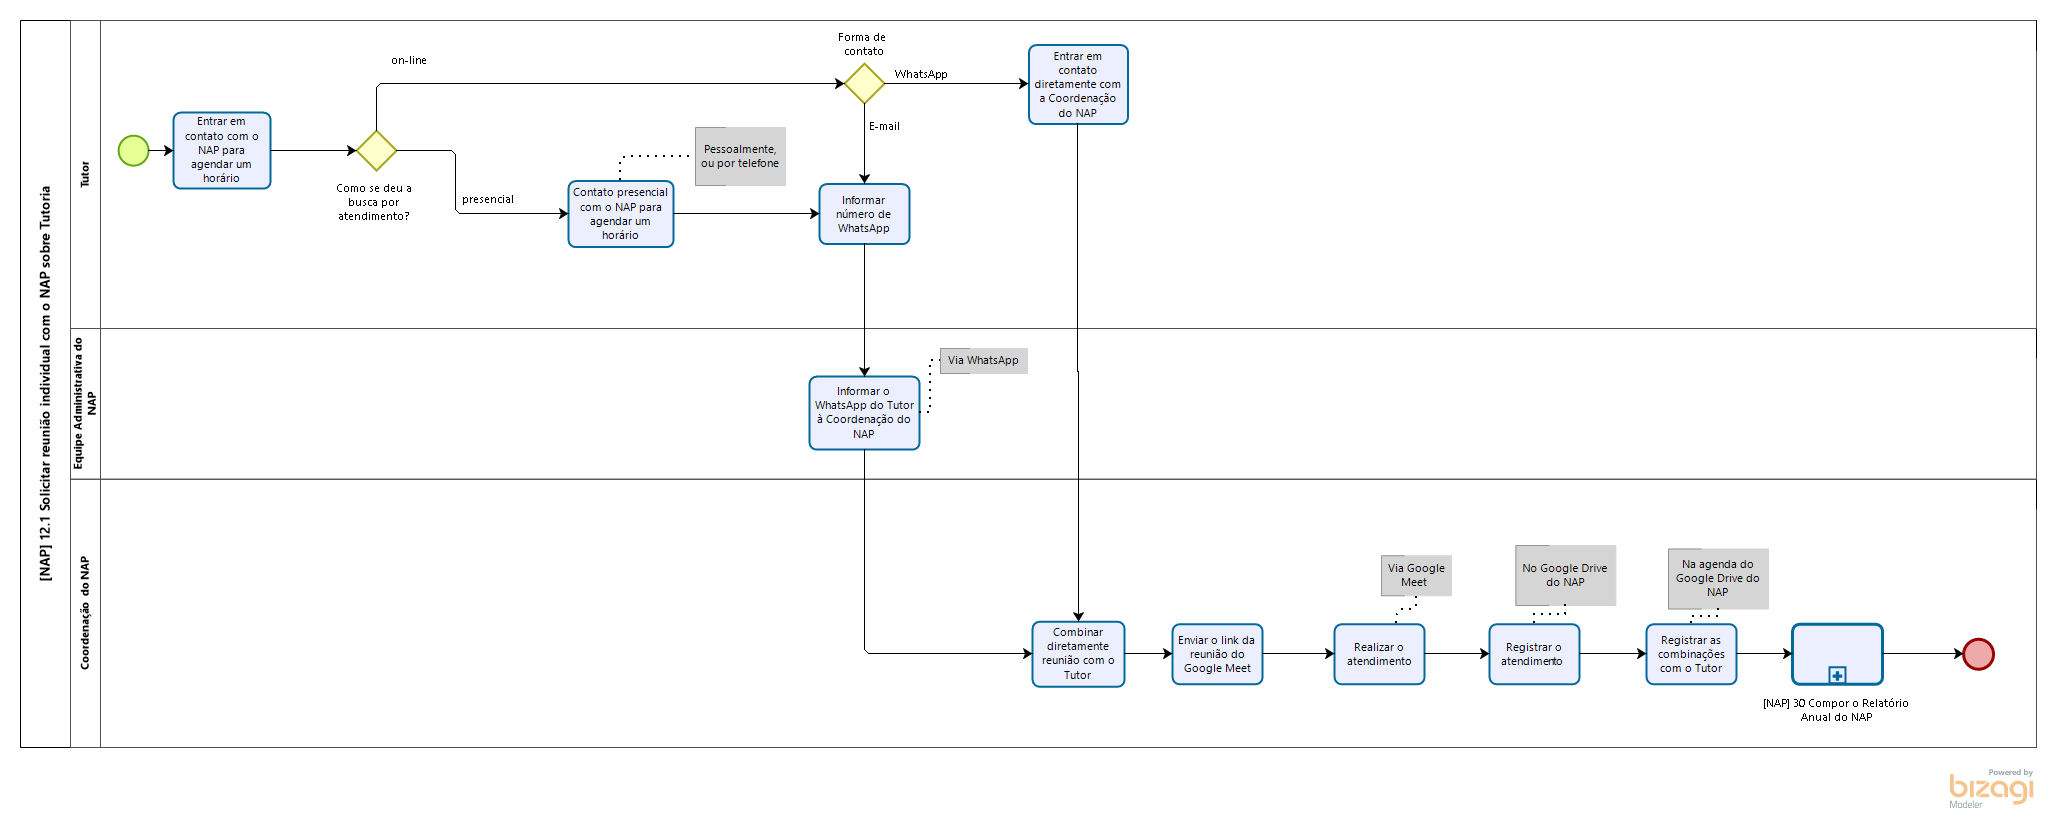 [NAP] 12.1 Solicitar reunião individual com o NAP sobre Tutoria
Tutor
Entrar em
contato com o
NAP para
agendar um
horário
Como se deu a
busca por
atendimento?
on-line
presencial
Contato presencial
com o NAP para
agendar um
horário
Pessoalmente,
ou por telefone
Forma de
contato
WhatsApp
E-mail
Informar
número de
WhatsApp
Entrar em
contato
diretamente com
a Coordenação
do NAP
Equipe Administrativa do
NAP
Informar o
WhatsApp do Tutor
à Coordenação do
NAP
Via WhatsApp
Coordenação do NAP
Combinar
diretamente
reunião com o
Tutor
Enviar o link da
reunião do
Google Meet
Via Google
Meet
Realizar o
atendimento
No Google Drive
do NAP
Registrar o
atendimento
Na agenda do
Google Drive do
NAP
Registrar as
combinações
com o Tutor
[NAP] 30 Compor o Relatório
Anual do NAP
Powered by
bizagi
Modeler